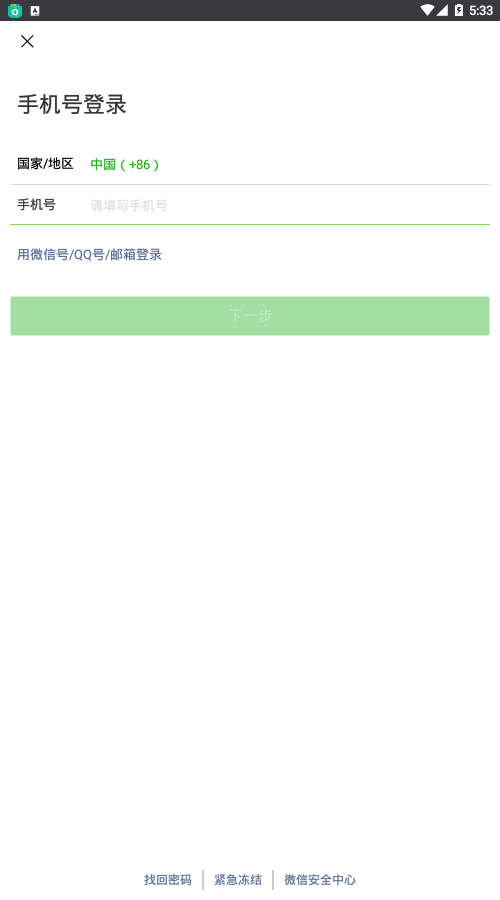 5:33
手机号登录
国家/地区 中国（+86）
手机号 请填写手机号
用微信号/QQ号/邮箱登录
下一步
找回密码 紧急冻结 微信安全中心